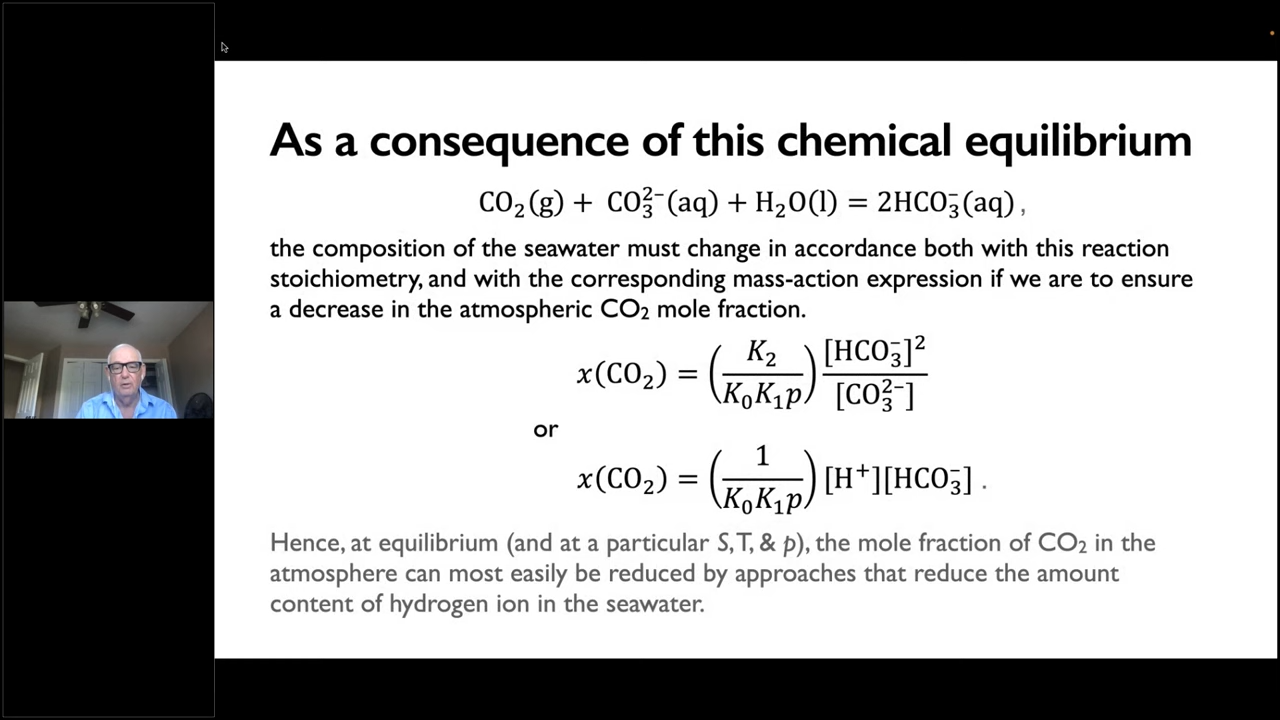 As a consequence of this chemical equilibrium
CO₂(g) + CO₃²⁻(aq) + H₂O(l) = 2HCO₃⁻(aq) ,
the composition of the seawater must change in accordance both with this reaction
stoichiometry, and with the corresponding mass-action expression if we are to ensure
a decrease in the atmospheric CO₂ mole fraction.
x(CO₂) = (K₂/K₀K₁p) [HCO₃⁻]²/[CO₃²⁻]
or
x(CO₂) = (1/K₀K₁p) [H⁺][HCO₃⁻] .
Hence, at equilibrium (and at a particular S, T, & p), the mole fraction of CO₂ in the
atmosphere can most easily be reduced by approaches that reduce the amount
content of hydrogen ion in the seawater.